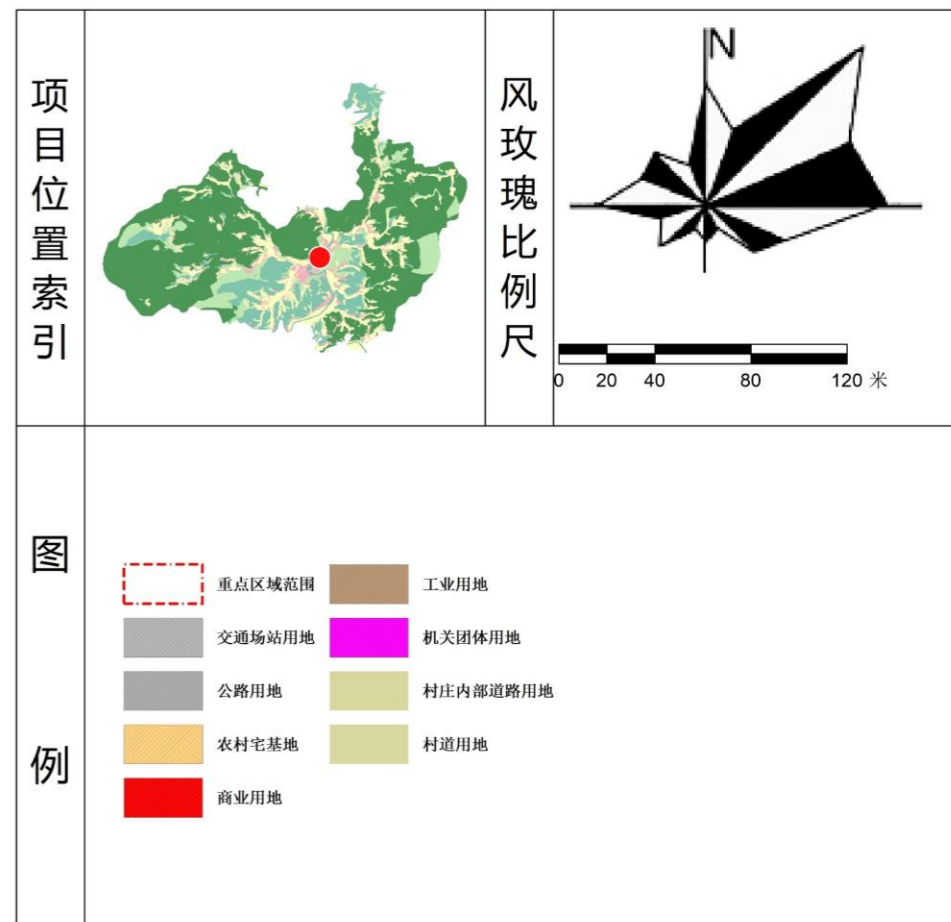 项目位置索引
风玫瑰比例尺
N
0 20 40 80 120 米
图例
重点区域范围
工业用地
交通场站用地
机关团体用地
公路用地
村庄内部道路用地
农村宅基地
村道用地
商业用地